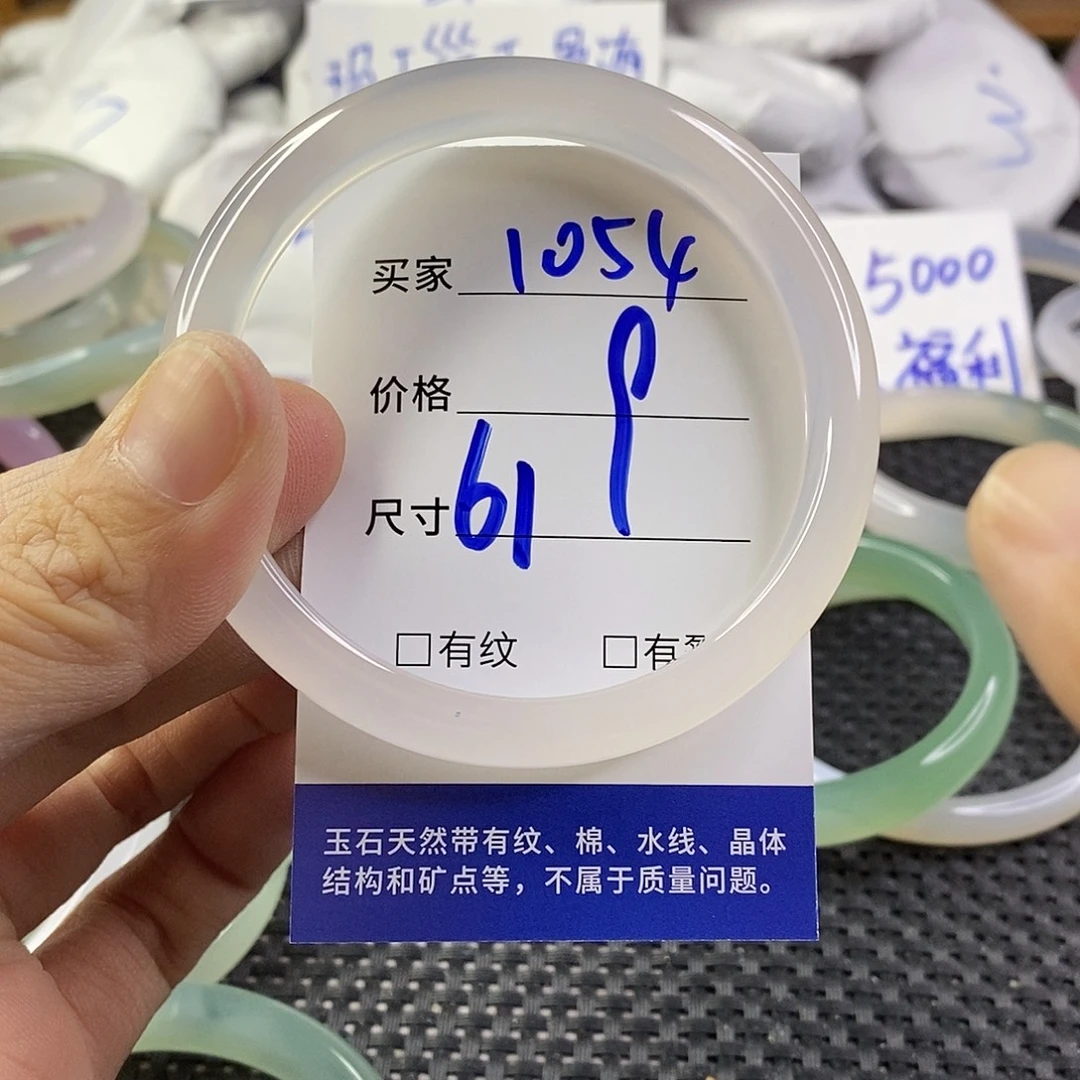 买家 1054
价格
尺寸 61
□有纹 □有
玉石天然带有纹、棉、水线、晶体
结构和矿点等，不属于质量问题。
5000
福利